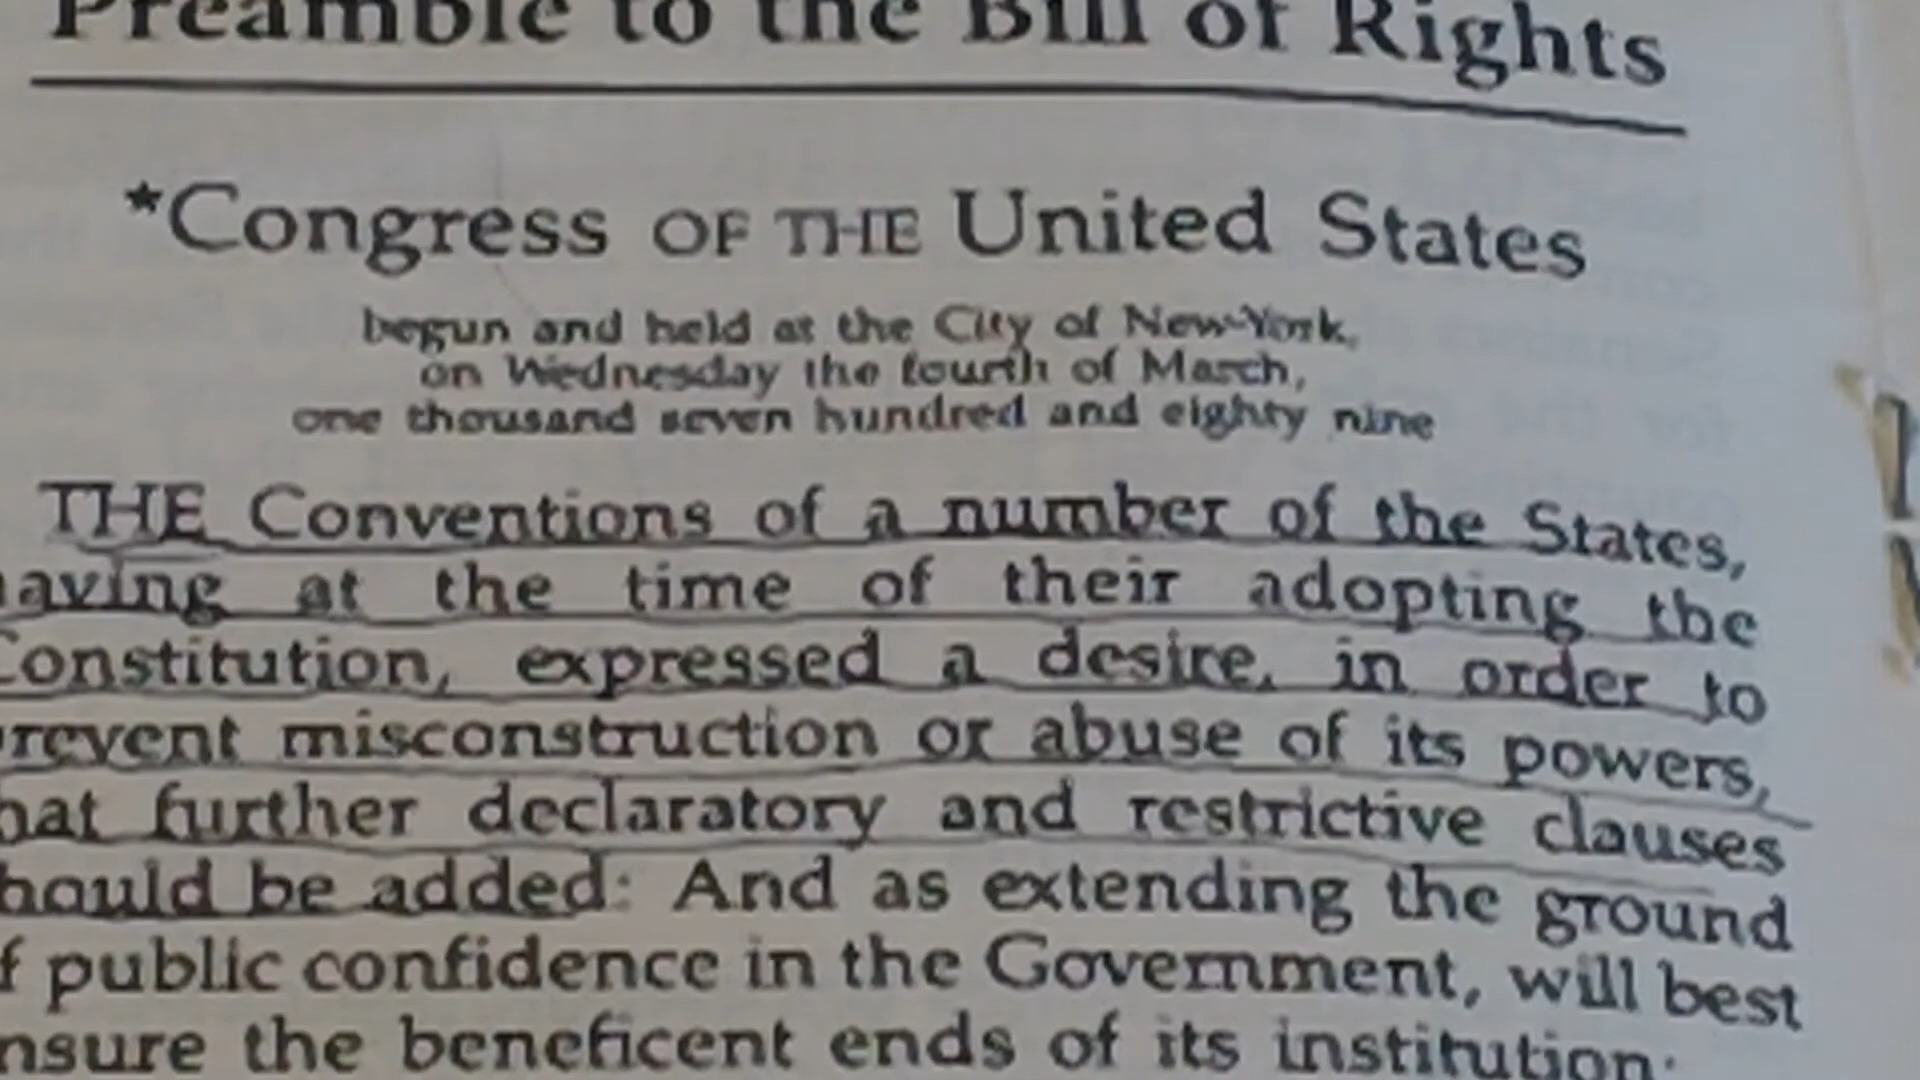 Preamble to the Bill of Rights
*Congress OF THE United States
begun and held at the City of New-York,
on Wednesday the fourth of March,
one thousand seven hundred and eighty nine
THE Conventions of a number of the States,
aving at the time of their adopting the
Constitution, expressed a desire, in order to
revent misconstruction or abuse of its powers,
hat further declaratory and restrictive clauses
hould be added: And as extending the ground
f public confidence in the Government, will best
nsure the beneficent ends of its institution: